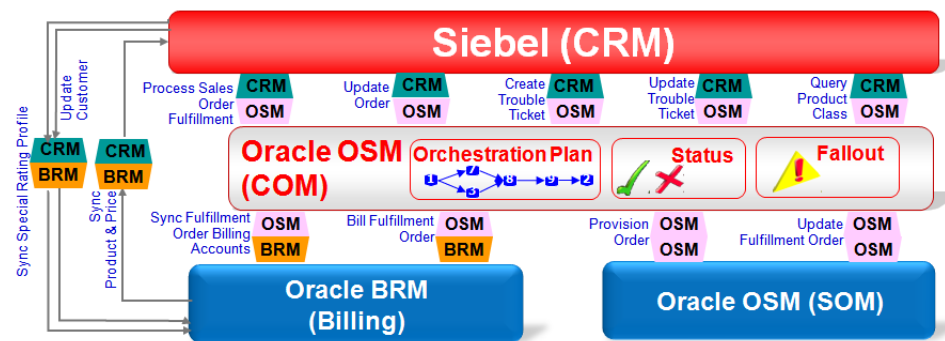 Siebel (CRM)
Process Sales
Order
Fulfillment
CRM
OSM
Update
Order
CRM
OSM
Create
Trouble
Ticket
CRM
OSM
Update
Trouble
Ticket
CRM
OSM
Query
Product
Class
CRM
OSM
Sync Special Rating Profile
Update
Customer
CRM
BRM
CRM
BRM
Sync
Product & Price
Oracle OSM
(COM)
Orchestration Plan
1 7 3 8 9 2
Status
Fallout
Sync Fulfillment
Order Billing
Accounts
OSM
BRM
Bill Fulfillment
Order
OSM
BRM
Provision
Order
OSM
OSM
Update
Fulfillment Order
OSM
OSM
Oracle BRM
(Billing)
Oracle OSM (SOM)